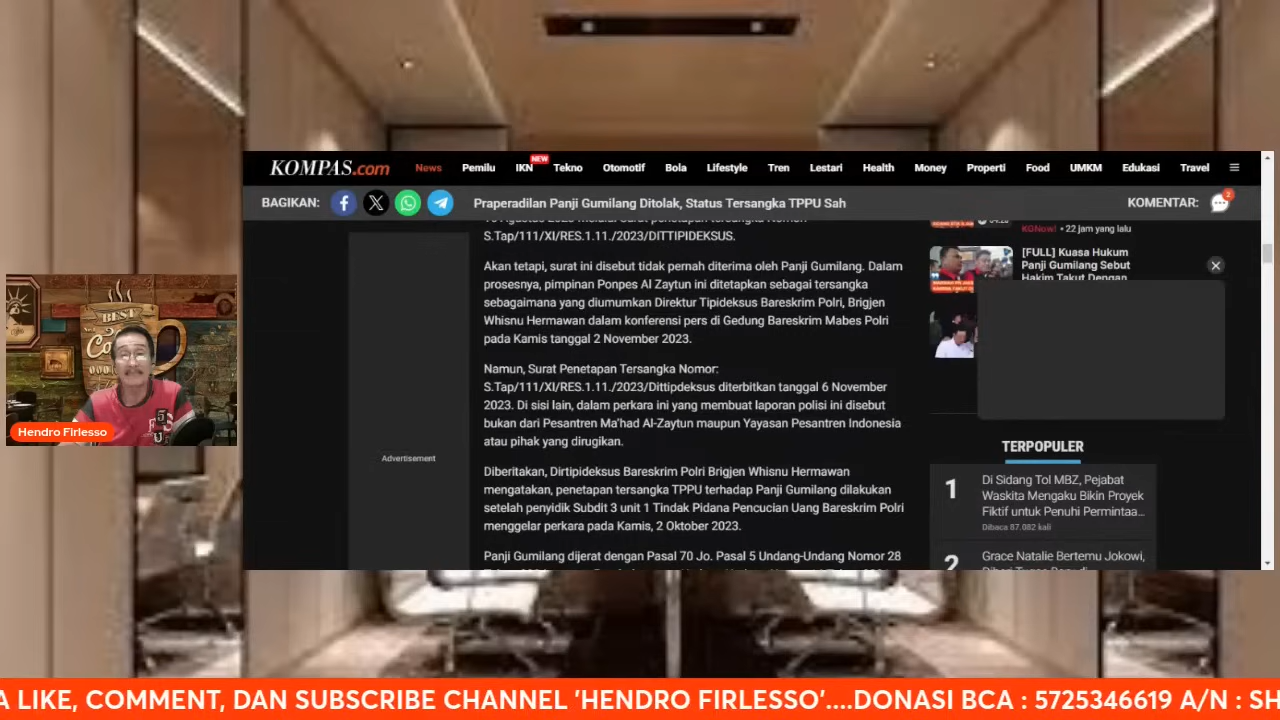 KOMPAS.com
News Pemilu IKN NEW Tekno Otomotif Bola Lifestyle Tren Lestari Health Money Properti Food UMKM Edukasi Travel
BAGIKAN: Praperadilan Panji Gumilang Ditolak, Status Tersangka TPPU Sah KOMENTAR: 2
S.Tap/111/XI/RES.1.11./2023/DITTIPIDEKSUS.
Akan tetapi, surat ini disebut tidak pernah diterima oleh Panji Gumilang. Dalam
prosesnya, pimpinan Ponpes Al Zaytun ini ditetapkan sebagai tersangka
sebagaimana yang diumumkan Direktur Tipideksus Bareskrim Polri, Brigjen
Whisnu Hermawan dalam konferensi pers di Gedung Bareskrim Mabes Polri
pada Kamis tanggal 2 November 2023.
Namun, Surat Penetapan Tersangka Nomor:
S.Tap/111/XI/RES.1.11./2023/Dittipdeksus diterbitkan tanggal 6 November
2023. Di sisi lain, dalam perkara ini yang membuat laporan polisi ini disebut
bukan dari Pesantren Ma'had Al-Zaytun maupun Yayasan Pesantren Indonesia
atau pihak yang dirugikan.
Diberitakan, Dirtipideksus Bareskrim Polri Brigjen Whisnu Hermawan
mengatakan, penetapan tersangka TPPU terhadap Panji Gumilang dilakukan
setelah penyidik Subdit 3 unit 1 Tindak Pidana Pencucian Uang Bareskrim Polri
menggelar perkara pada Kamis, 2 Oktober 2023.
Panji Gumilang dijerat dengan Pasal 70 Jo. Pasal 5 Undang-Undang Nomor 28
Advertisement
KGNow! • 22 jam yang lalu
[FULL] Kuasa Hukum
Panji Gumilang Sebut
Hakim Takut Dengan
TERPOPULER
1
Di Sidang Tol MBZ, Pejabat
Waskita Mengaku Bikin Proyek
Fiktif untuk Penuhi Permintaa...
Dibaca 87.082 kali
2
Grace Natalie Bertemu Jokowi,
BEST
Hendro Firlesso
A LIKE, COMMENT, DAN SUBSCRIBE CHANNEL 'HENDRO FIRLESSO'....DONASI BCA : 5725346619 A/N : SH